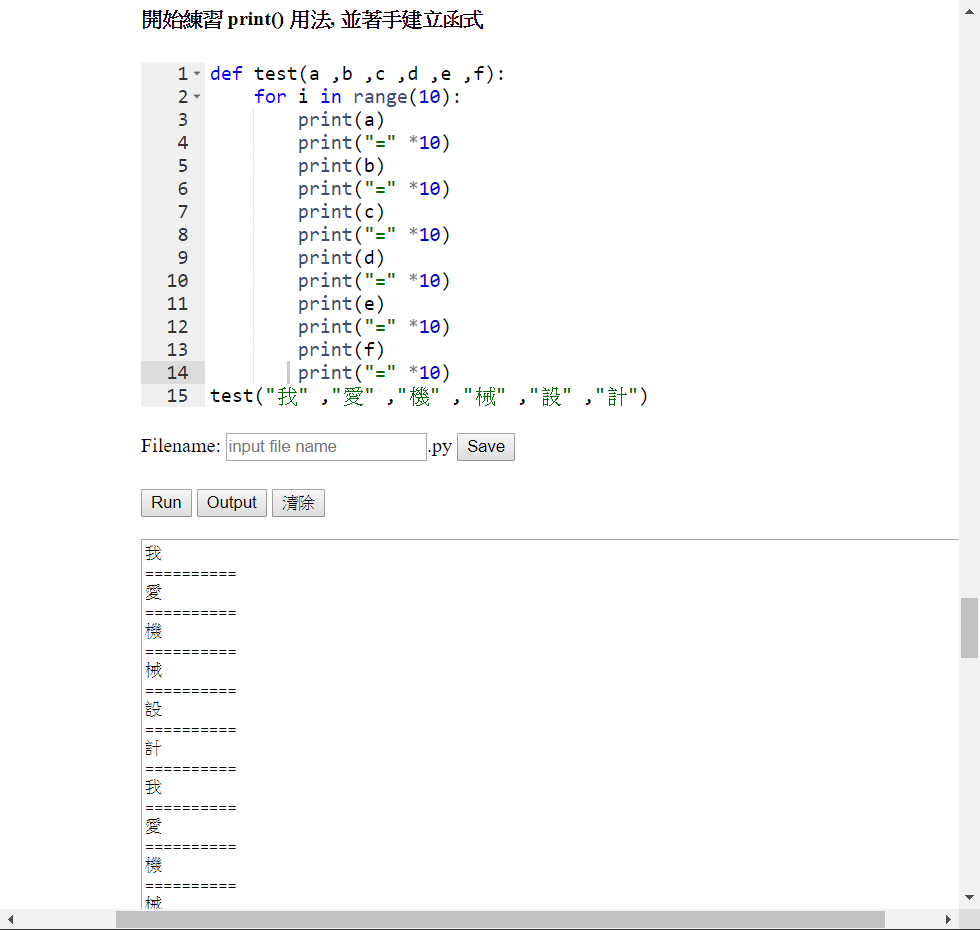 開始練習 print() 用法, 並著手建立函式
1 def test(a ,b ,c ,d ,e ,f):
2     for i in range(10):
3         print(a)
4         print("=" *10)
5         print(b)
6         print("=" *10)
7         print(c)
8         print("=" *10)
9         print(d)
10         print("=" *10)
11         print(e)
12         print("=" *10)
13         print(f)
14         print("=" *10)
15 test("我" ,"愛" ,"機" ,"械" ,"設" ,"計")
Filename: input file name .py Save
Run Output 清除
我
==========
愛
==========
機
==========
械
==========
設
==========
計
==========
我
==========
愛
==========
機
==========
械